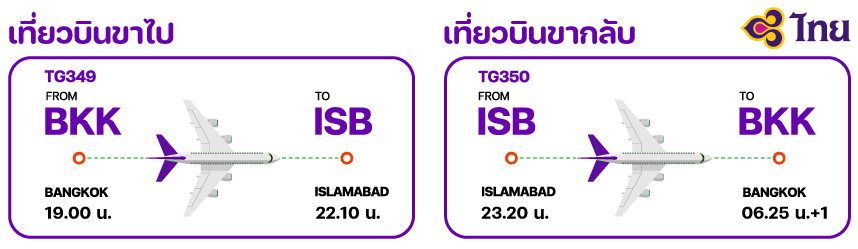 เที่ยวบินขาไป
TG349
FROM
BKK
TO
ISB
BANGKOK
19.00 น.
ISLAMABAD
22.10 น.
เที่ยวบินขากลับ
ไทย
TG350
FROM
ISB
TO
BKK
ISLAMABAD
23.20 น.
BANGKOK
06.25 น.+1